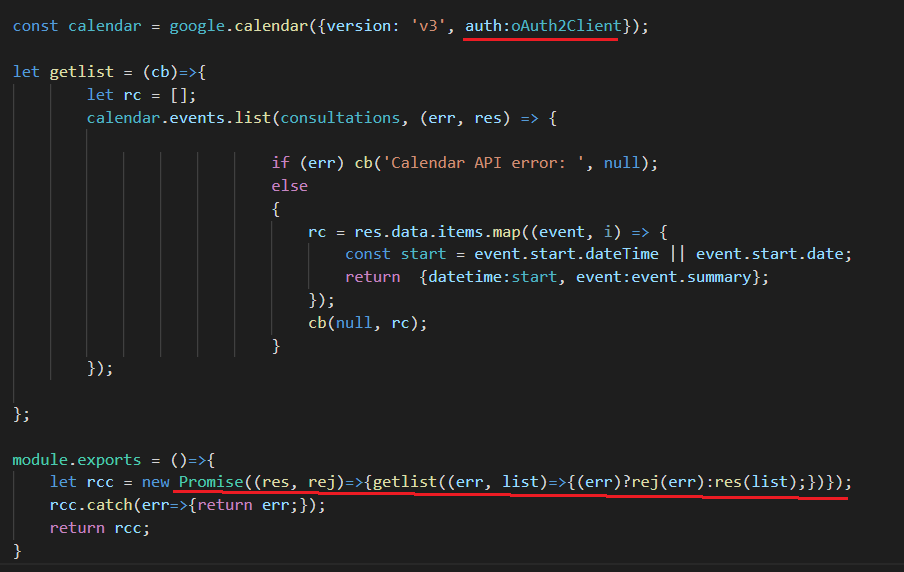 const calendar = google.calendar({version: 'v3', auth:oAuth2Client});
let getlist = (cb)=>{
let rc = [];
calendar.events.list(consultations, (err, res) => {
if (err) cb('Calendar API error: ', null);
else
{
rc = res.data.items.map((event, i) => {
const start = event.start.dateTime || event.start.date;
return  {datetime:start, event:event.summary};
});
cb(null, rc);
}
});
};
module.exports = ()=>{
let rcc = new Promise((res, rej)=>{getlist((err, list)=>{(err)?rej(err):res(list);})});
rcc.catch(err=>{return err;});
return rcc;
}